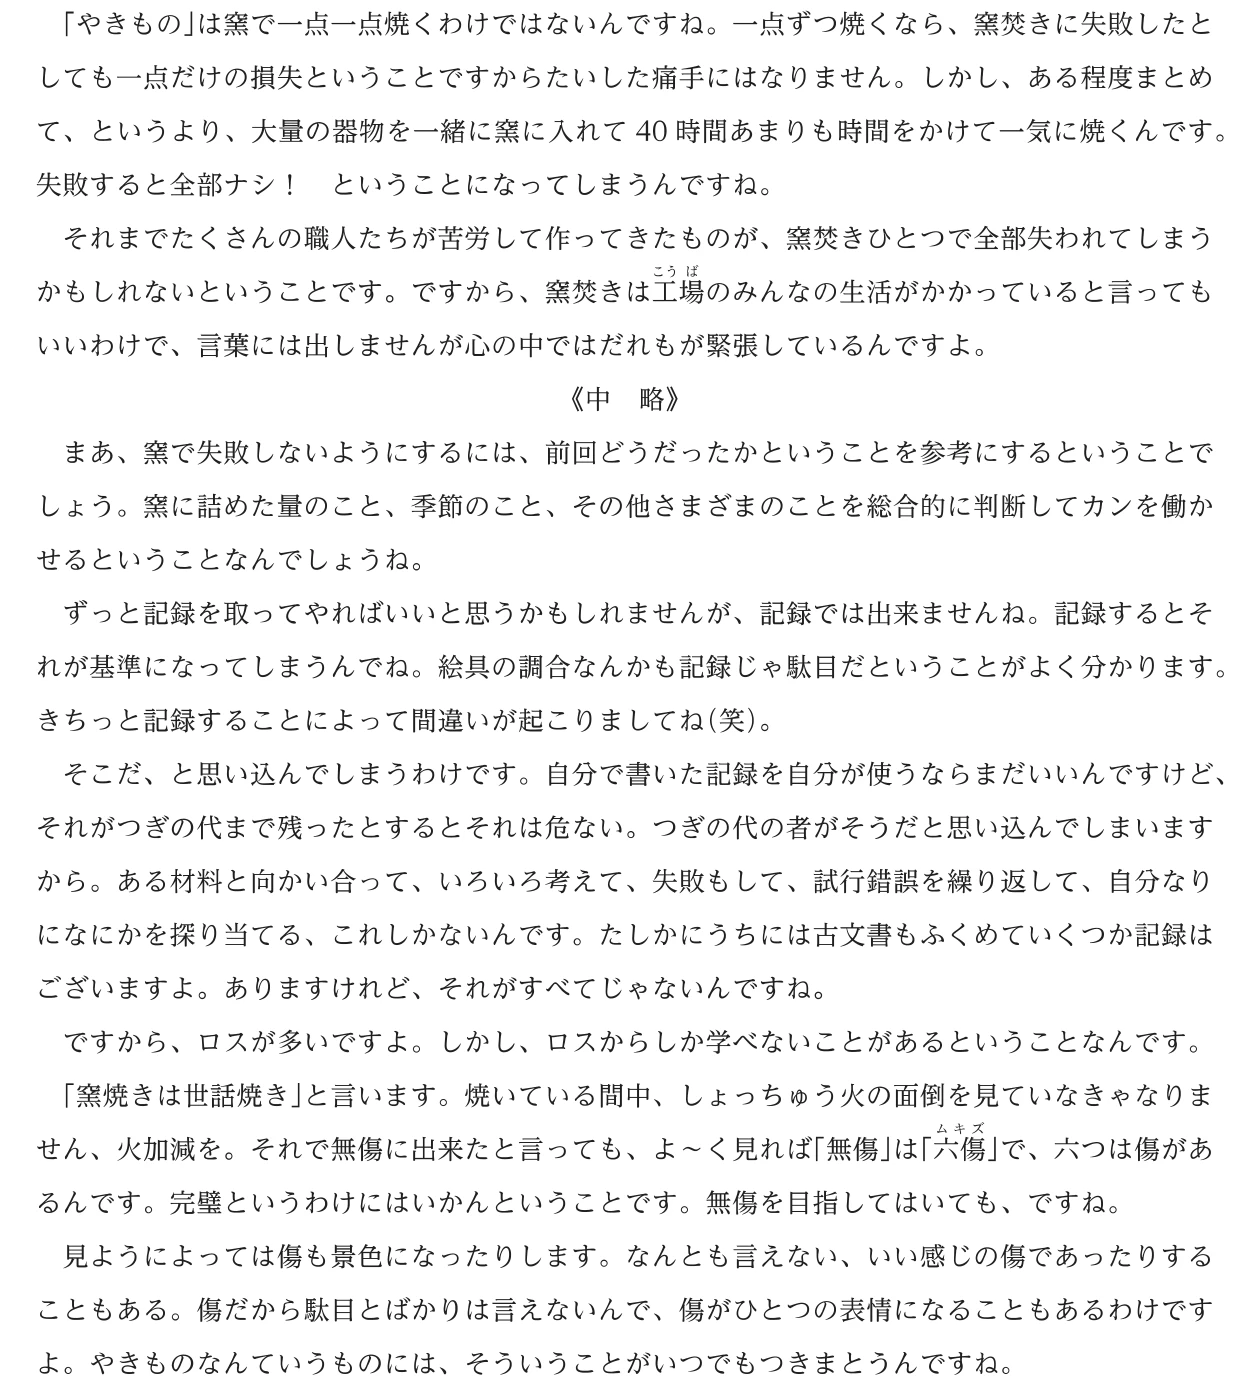 「やきもの」は窯で一点一点焼くわけではないんですね。一点ずつ焼くなら、窯焚きに失敗したと
しても一点だけの損失ということですからたいした痛手にはなりません。しかし、ある程度まとめ
て、というより、大量の器物を一緒に窯に入れて 40 時間あまりも時間をかけて一気に焼くんです。
失敗すると全部ナシ！　ということになってしまうんですね。
それまでたくさんの職人たちが苦労して作ってきたものが、窯焚きひとつで全部失われてしまう
こう ば
かもしれないということです。ですから、窯焚きは工場のみんなの生活がかかっていると言っても
いいわけで、言葉には出しませんが心の中ではだれもが緊張しているんですよ。
《中　略》
まあ、窯で失敗しないようにするには、前回どうだったかということを参考にするということで
しょう。窯に詰めた量のこと、季節のこと、その他さまざまのことを総合的に判断してカンを働か
せるということなんでしょうね。
ずっと記録を取ってやればいいと思うかもしれませんが、記録では出来ませんね。記録するとそ
れが基準になってしまうんでね。絵具の調合なんかも記録じゃ駄目だということがよく分かります。
きちっと記録することによって間違いが起こりましてね(笑)。
そこだ、と思い込んでしまうわけです。自分で書いた記録を自分が使うならまだいいんですけど、
それがつぎの代まで残ったとするとそれは危ない。つぎの代の者がそうだと思い込んでしまいます
から。ある材料と向かい合って、いろいろ考えて、失敗もして、試行錯誤を繰り返して、自分なり
になにかを探り当てる、これしかないんです。たしかにうちには古文書もふくめていくつか記録は
ございますよ。ありますけれど、それがすべてじゃないんですね。
ですから、ロスが多いですよ。しかし、ロスからしか学べないことがあるということなんです。
「窯焼きは世話焼き」と言います。焼いている間中、しょっちゅう火の面倒を見ていなきゃなりま
ムキズ
せん、火加減を。それで無傷に出来たと言っても、よ～く見れば「無傷」は「六傷」で、六つは傷があ
るんです。完璧というわけにはいかんということです。無傷を目指してはいても、ですね。
見ようによっては傷も景色になったりします。なんとも言えない、いい感じの傷であったりする
こともある。傷だから駄目とばかりは言えないんで、傷がひとつの表情になることもあるわけです
よ。やきものなんていうものには、そういうことがいつでもつきまとうんですね。